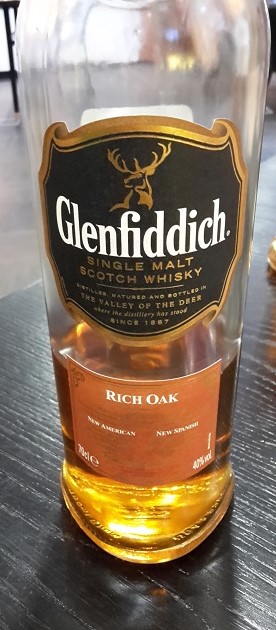 Glenfiddich.
SINGLE MALT
SCOTCH WHISKY
DISTILLED, MATURED AND BOTTLED IN
THE VALLEY OF THE DEER
where the distillery has stood
SINCE 1887
RICH OAK
NEW AMERICAN NEW SPANISH
70cl e 40%vol